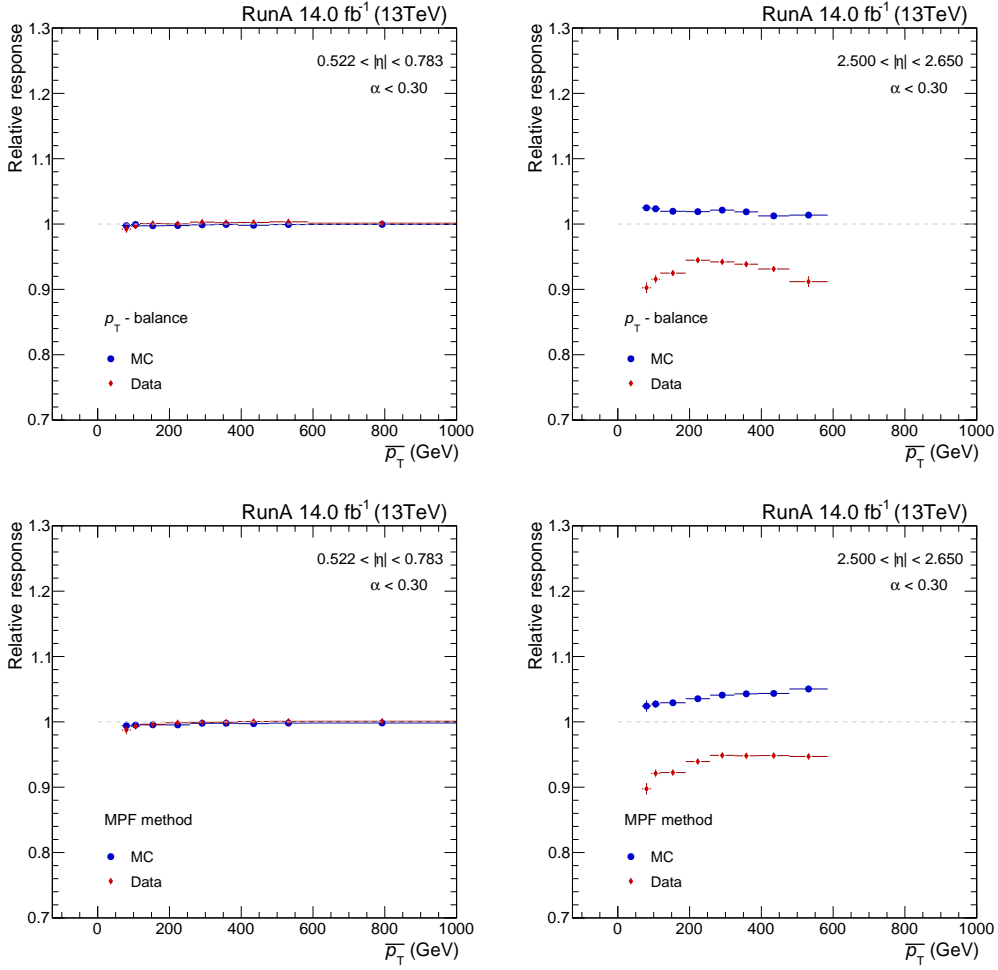 RunA 14.0 fb⁻¹ (13TeV)
Relative response
1.3
1.2
1.1
1
0.9
0.8
0.7
0.522 < |η| < 0.783
α < 0.30
p_T - balance
MC
Data
0 200 400 600 800 1000
p̅_T (GeV)
RunA 14.0 fb⁻¹ (13TeV)
Relative response
1.3
1.2
1.1
1
0.9
0.8
0.7
2.500 < |η| < 2.650
α < 0.30
p_T - balance
MC
Data
0 200 400 600 800 1000
p̅_T (GeV)
RunA 14.0 fb⁻¹ (13TeV)
Relative response
1.3
1.2
1.1
1
0.9
0.8
0.7
0.522 < |η| < 0.783
α < 0.30
MPF method
MC
Data
0 200 400 600 800 1000
p̅_T (GeV)
RunA 14.0 fb⁻¹ (13TeV)
Relative response
1.3
1.2
1.1
1
0.9
0.8
0.7
2.500 < |η| < 2.650
α < 0.30
MPF method
MC
Data
0 200 400 600 800 1000
p̅_T (GeV)